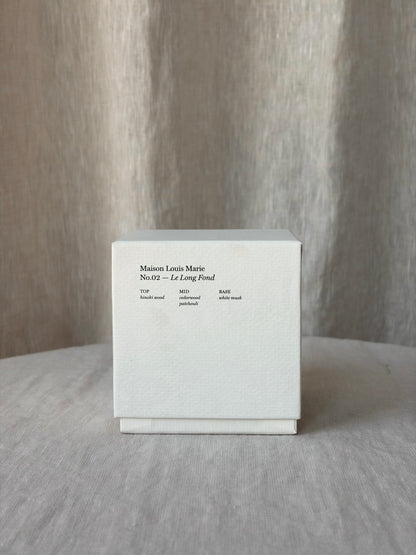 Maison Louis Marie
No.02 — Le Long Fond
TOP MID BASE
hinoki wood cedarwood white musk
patchouli